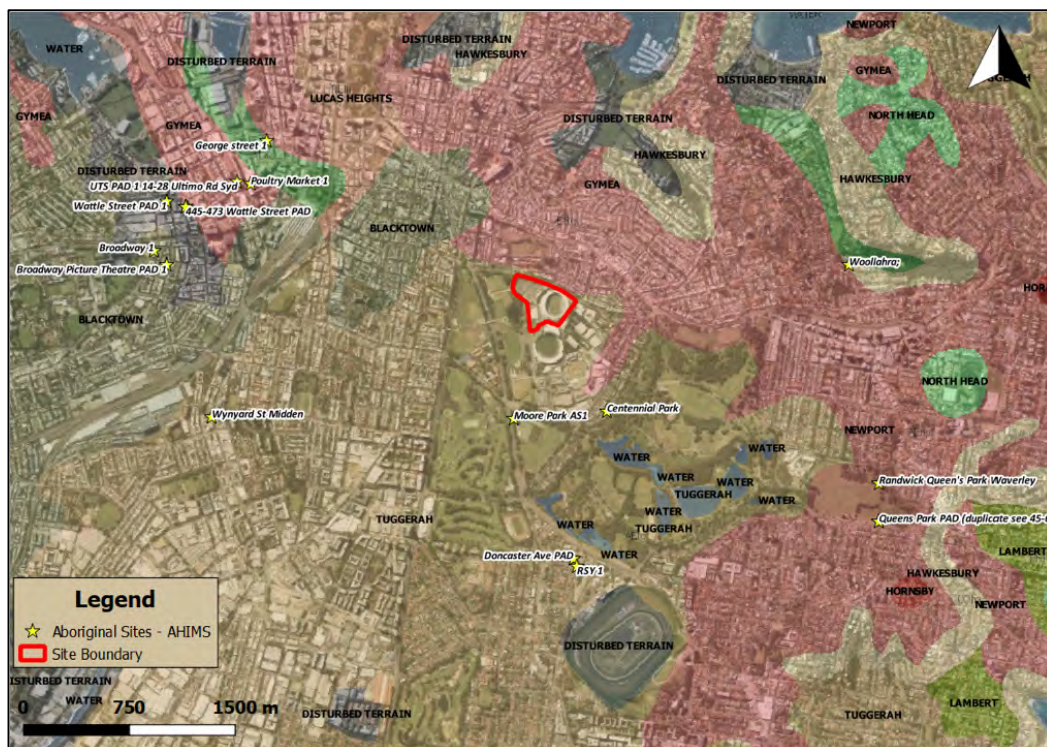 WATER
DISTURBED TERRAIN
DISTURBED TERRAIN
HAWKESBURY
WATER
NEWPORT
GYMEA
DISTURBED TERRAIN
LUCAS HEIGHTS
GYMEA
GYMEA
NORTH HEAD
DISTURBED TERRAIN
George street 1
HAWKESBURY
DISTURBED TERRAIN
HAWKESBURY
UTS PAD 1 14-28 Ultimo Rd Syd
Poultry Market 1
GYMEA
Wattle Street PAD 1
445-473 Wattle Street PAD
BLACKTOWN
Broadway 1
Broadway Picture Theatre PAD 1
Woollahra;
BLACKTOWN
NORTH HEAD
Wynyard St Midden
Moore Park AS1
Centennial Park
NEWPORT
WATER
WATER
WATER
WATER
Randwick Queen's Park Waverley
TUGGERAH
WATER
WATER
TUGGERAH
WATER
TUGGERAH
Queens Park PAD (duplicate see 45-6
LAMBERT
Doncaster Ave PAD
WATER
RSY 1
HAWKESBURY
HORNSBY
NEWPORT
Legend
Aboriginal Sites - AHIMS
Site Boundary
DISTURBED TERRAIN
DISTURBED TERRAIN
WATER
LAMBERT
0 750 1500 m
DISTURBED TERRAIN
TUGGERAH